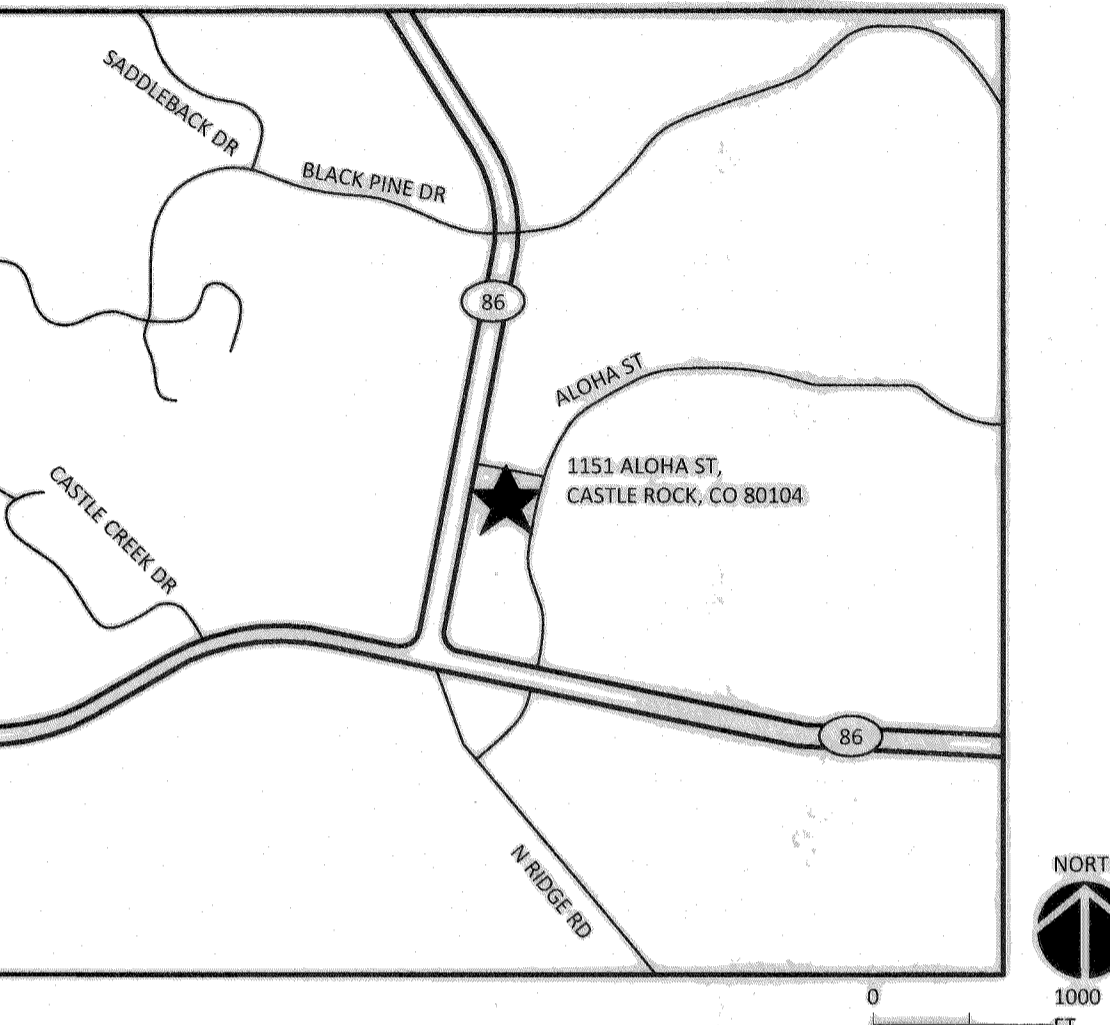 SADDLEBACK DR
BLACK PINE DR
86
ALOHA ST
1151 ALOHA ST,
CASTLE ROCK, CO 80104
CASTLE CREEK DR
86
N RIDGE RD
NORT
0 1000
FT